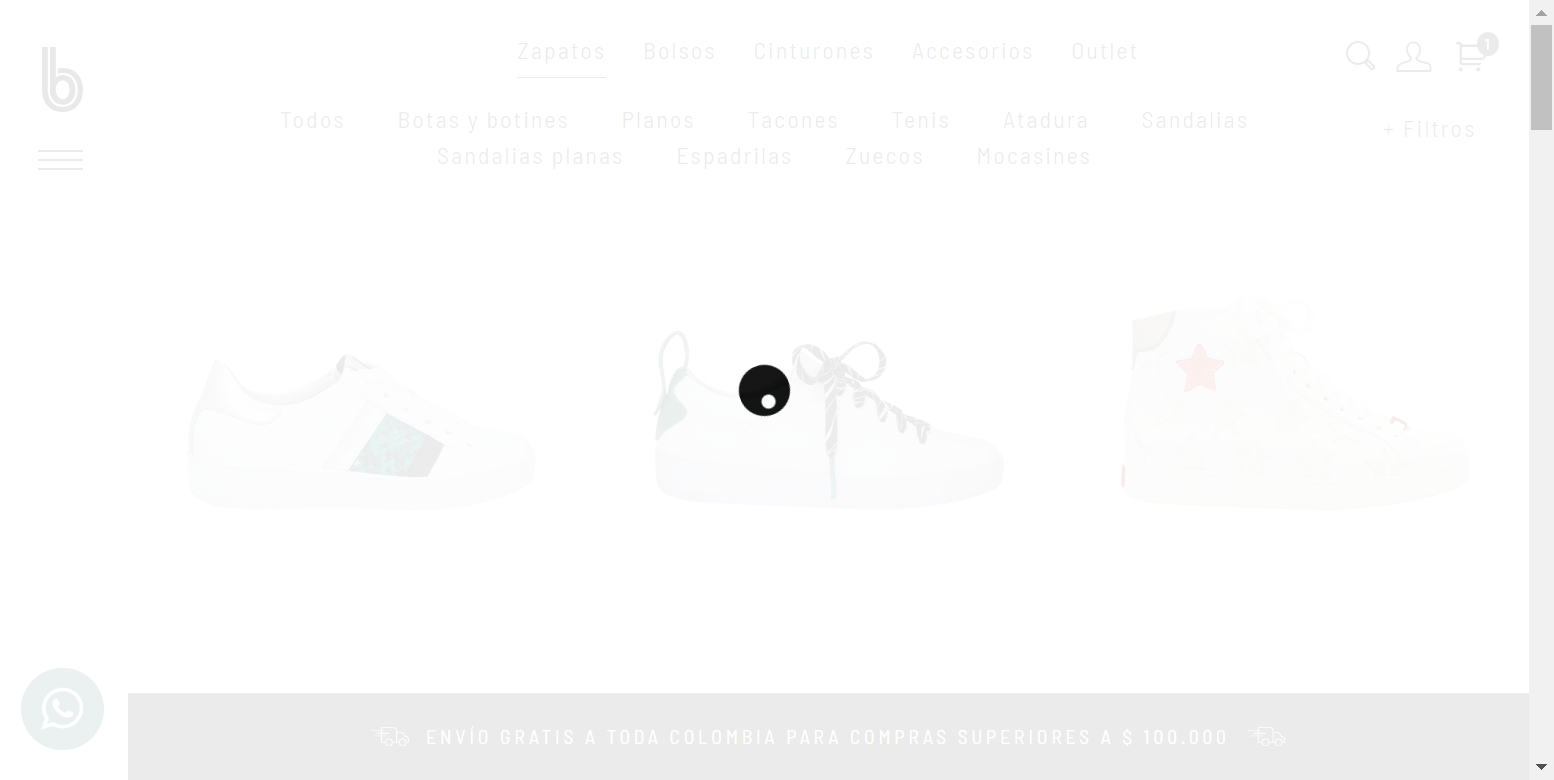 b
Zapatos Bolsos Cinturones Accesorios Outlet
1
Todos Botas y botines Planos Tacones Tenis Atadura Sandalias
+ Filtros
Sandalias planas Espadrilas Zuecos Mocasines
ENVÍO GRATIS A TODA COLOMBIA PARA COMPRAS SUPERIORES A $ 100.000